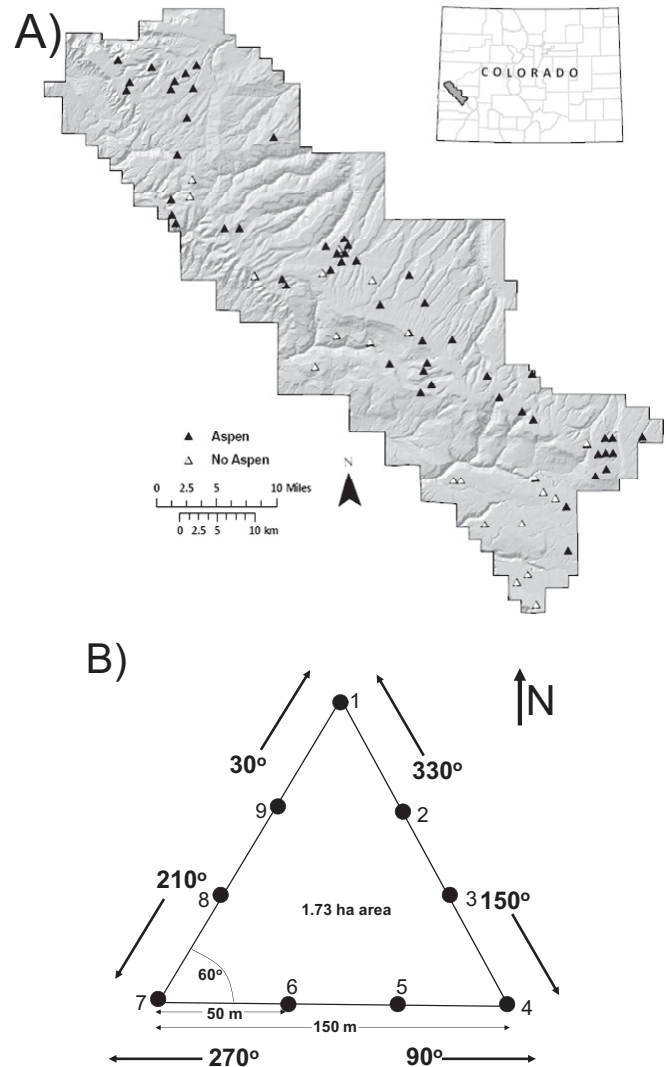 A)
COLORADO
Aspen
No Aspen
N
0 2.5 5 10 Miles
0 2.5 5 10 km
B)
N
1
30º
330º
9
2
210º
8
3
150º
1.73 ha area
60º
7
6
5
4
50 m
150 m
270º
90º